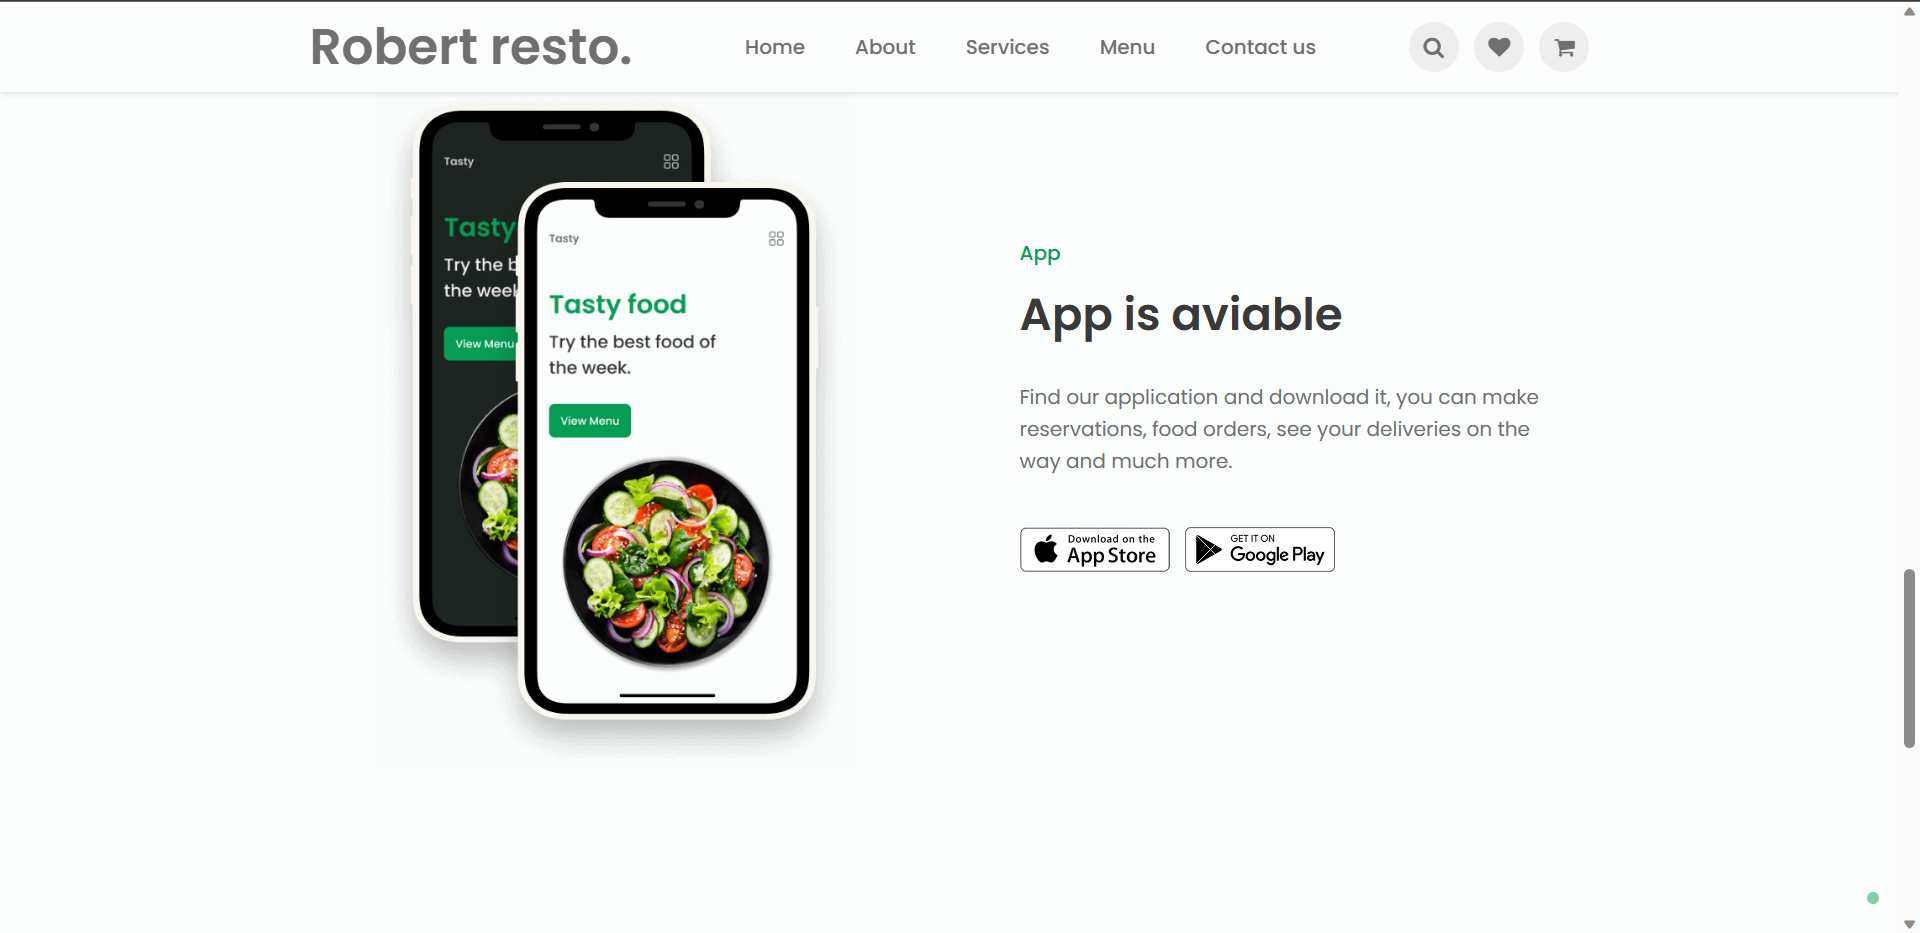 Robert resto.
Home About Services Menu Contact us
Tasty
Tasty
Try the b
the week
View Menu
Tasty
Tasty food
Try the best food of
the week.
View Menu
App
App is aviable
Find our application and download it, you can make
reservations, food orders, see your deliveries on the
way and much more.
Download on the
App Store
GET IT ON
Google Play